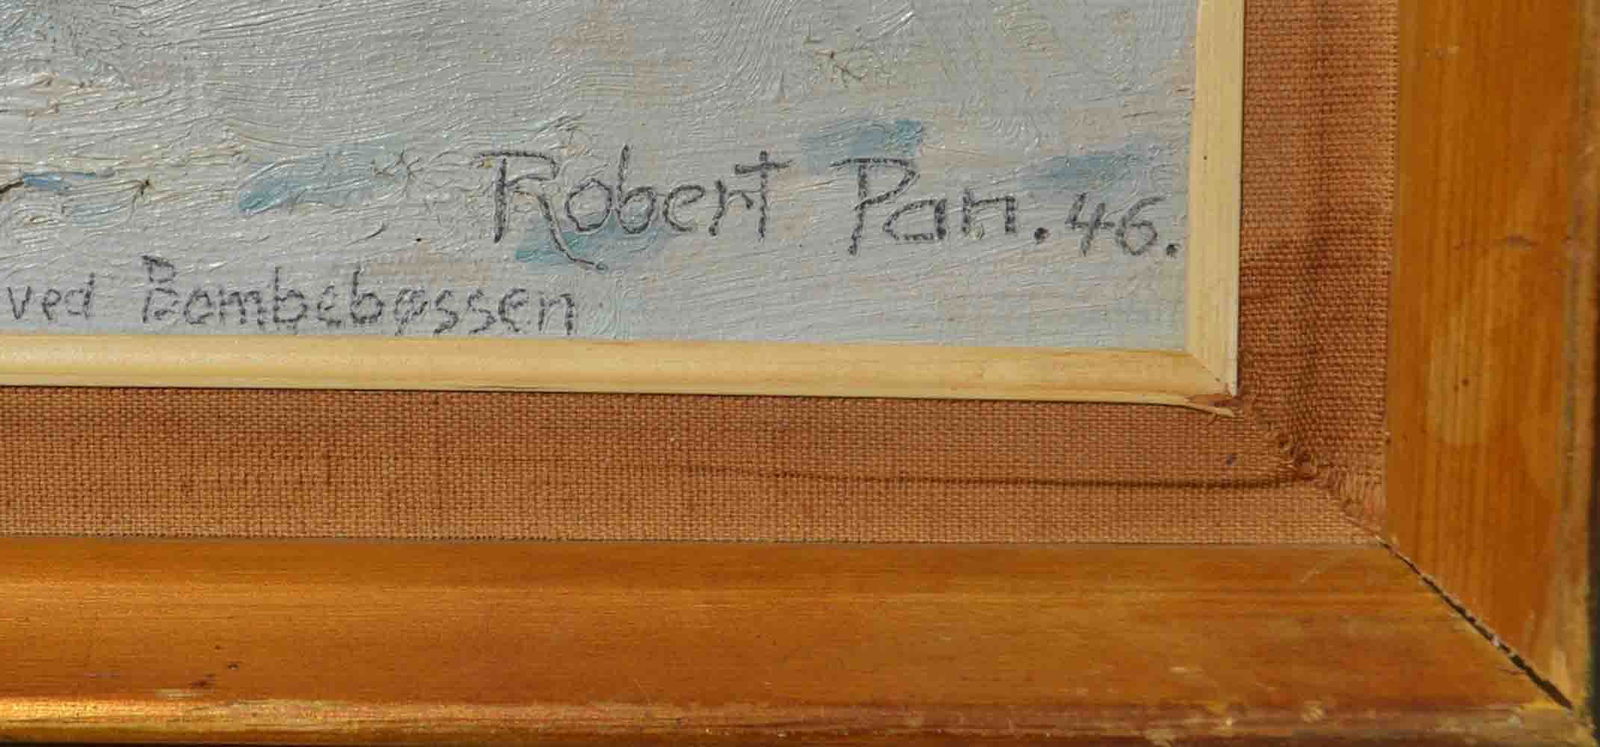 Robert Pan. 46.
ved Bombebøssen